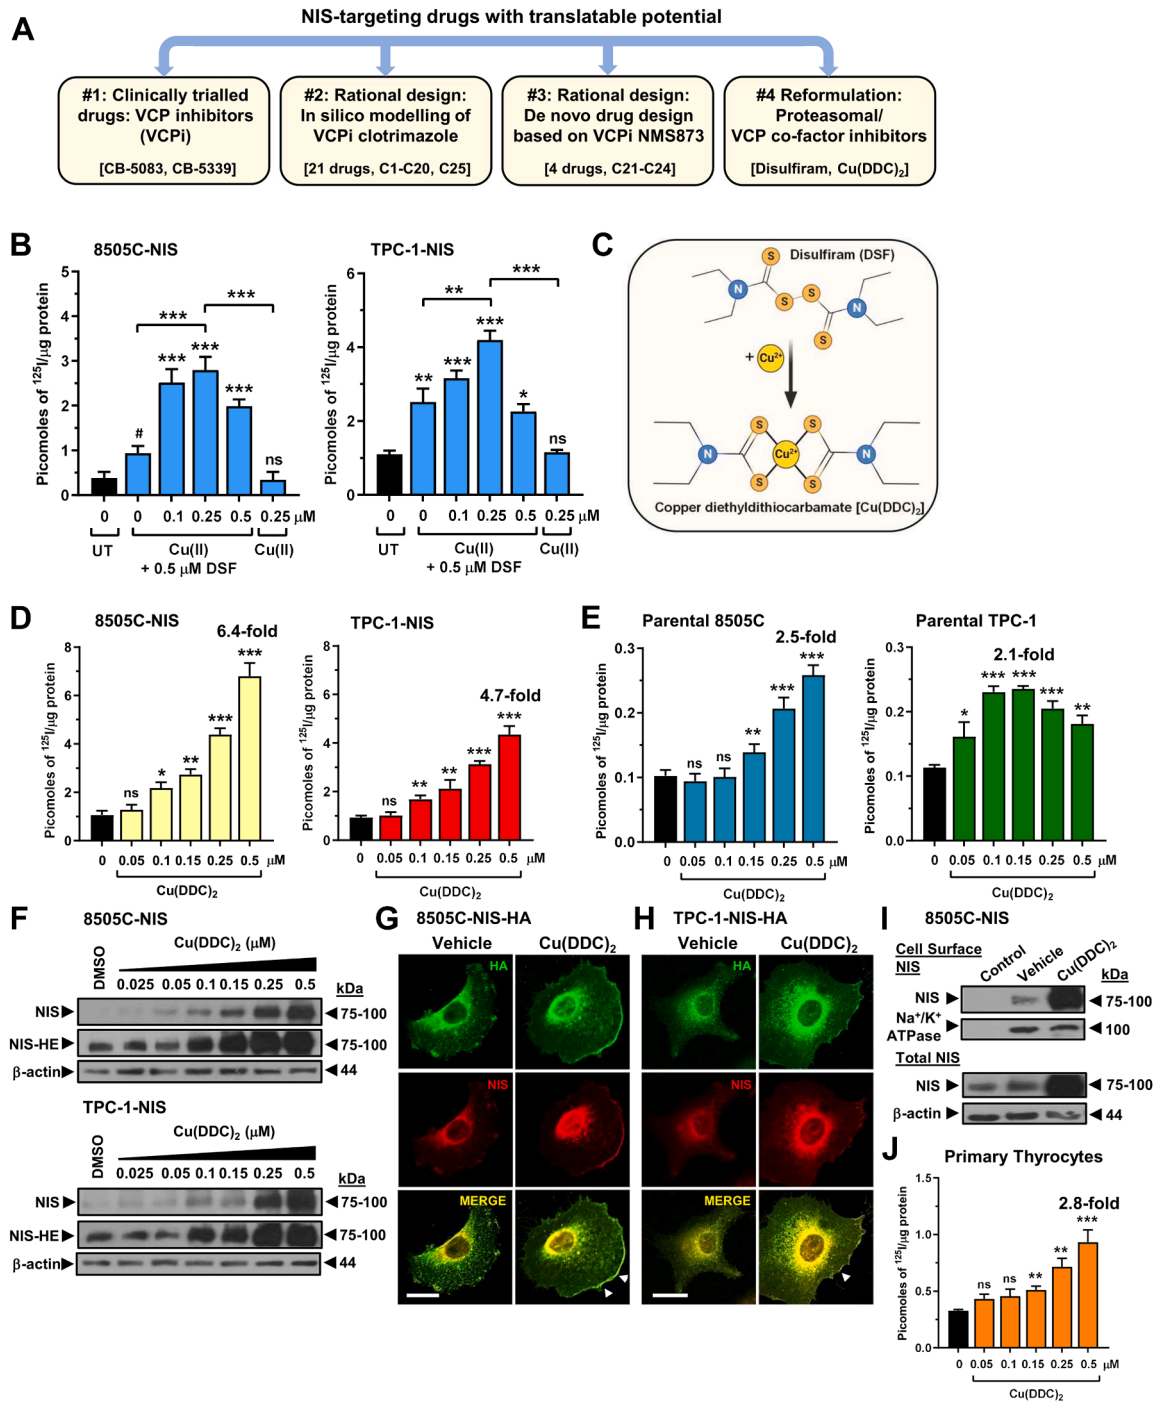 A
NIS-targeting drugs with translatable potential
#1: Clinically trialled
drugs: VCP inhibitors
(VCPi)
[CB-5083, CB-5339]
#2: Rational design:
In silico modelling of
VCPi clotrimazole
[21 drugs, C1-C20, C25]
#3: Rational design:
De novo drug design
based on VCPi NMS873
[4 drugs, C21-C24]
#4 Reformulation:
Proteasomal/
VCP co-factor inhibitors
[Disulfiram, Cu(DDC)2]
B
8505C-NIS
Picomoles of 125I/µg protein
5
4
3
2
1
0
#
***
***
***
***
***
ns
0 0 0.1 0.25 0.5 0.25 µM
UT
Cu(II)
+ 0.5 µM DSF
Cu(II)
TPC-1-NIS
Picomoles of 125I/µg protein
6
4
2
0
**
***
***
*
ns
**
***
0 0 0.1 0.25 0.5 0.25 µM
UT
Cu(II)
+ 0.5 µM DSF
Cu(II)
C
Disulfiram (DSF)
S
N
S
S
N
S
+ Cu2+
S
S
N
Cu2+
N
S
S
Copper diethyldithiocarbamate [Cu(DDC)2]
D
8505C-NIS
6.4-fold
Picomoles of 125I/µg protein
8
6
4
2
0
ns
*
**
***
***
0 0.05 0.1 0.15 0.25 0.5 µM
Cu(DDC)2
TPC-1-NIS
4.7-fold
Picomoles of 125I/µg protein
8
6
4
2
0
ns
**
**
***
***
0 0.05 0.1 0.15 0.25 0.5 µM
Cu(DDC)2
E
Parental 8505C
2.5-fold
Picomoles of 125I/µg protein
0.3
0.2
0.1
0.0
ns
ns
**
***
***
0 0.05 0.1 0.15 0.25 0.5 µM
Cu(DDC)2
Parental TPC-1
2.1-fold
Picomoles of 125I/µg protein
0.3
0.2
0.1
0.0
*
***
***
***
**
0 0.05 0.1 0.15 0.25 0.5 µM
Cu(DDC)2
F
8505C-NIS
Cu(DDC)2 (µM)
DMSO
0.025 0.05 0.1 0.15 0.25 0.5
kDa
NIS
75-100
NIS-HE
75-100
β-actin
44
TPC-1-NIS
Cu(DDC)2 (µM)
DMSO
0.025 0.05 0.1 0.15 0.25 0.5
kDa
NIS
75-100
NIS-HE
75-100
β-actin
44
G
8505C-NIS-HA
Vehicle Cu(DDC)2
HA
NIS
MERGE
H
TPC-1-NIS-HA
Vehicle Cu(DDC)2
HA
NIS
MERGE
I
8505C-NIS
Cell Surface
NIS
Control Vehicle Cu(DDC)2
kDa
NIS
75-100
Na+/K+
ATPase
100
Total NIS
NIS
75-100
β-actin
44
J
Primary Thyrocytes
2.8-fold
Picomoles of 125I/µg protein
1.5
1.0
0.5
0.0
ns
ns
**
**
***
0 0.05 0.1 0.15 0.25 0.5 µM
Cu(DDC)2